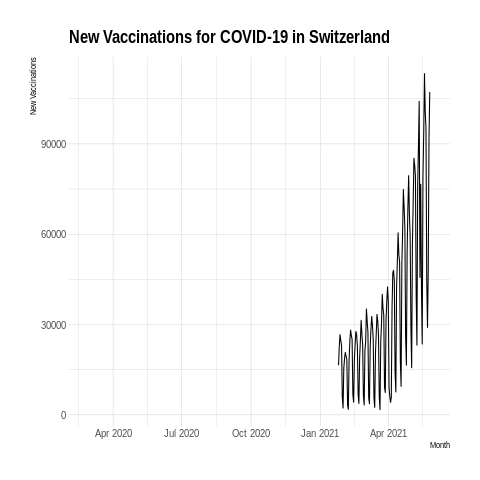 New Vaccinations for COVID-19 in Switzerland
New Vaccinations
90000
60000
30000
0
Apr 2020 Jul 2020 Oct 2020 Jan 2021 Apr 2021
Month